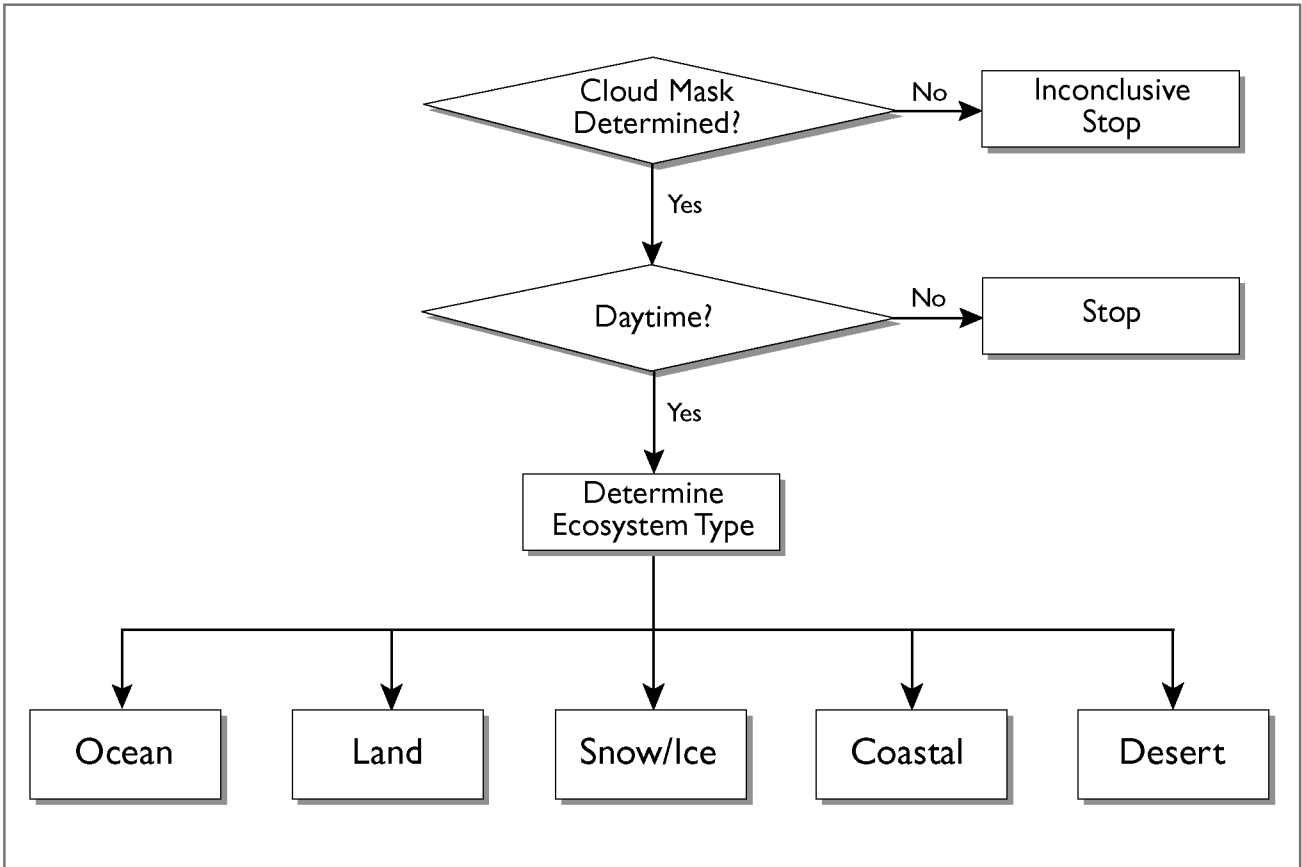 Cloud Mask
Determined?
No
Inconclusive
Stop
Yes
Daytime?
No
Stop
Yes
Determine
Ecosystem Type
Ocean
Land
Snow/Ice
Coastal
Desert